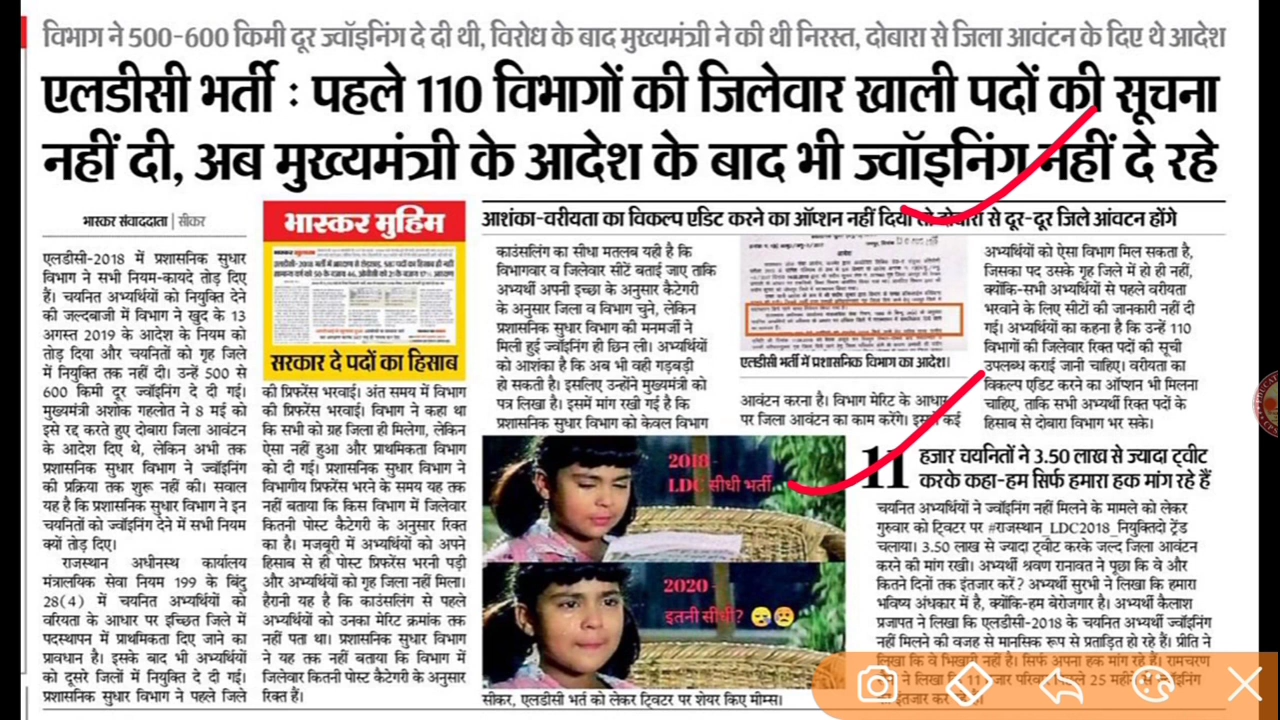 विभाग ने 500-600 किमी दूर ज्वॉइनिंग दे दी थी, विरोध के बाद मुख्यमंत्री ने की थी निरस्त, दोबारा से जिला आवंटन के दिए थे आदेश
एलडीसी भर्ती : पहले 110 विभागों की जिलेवार खाली पदों की सूचना
नहीं दी, अब मुख्यमंत्री के आदेश के बाद भी ज्वॉइनिंग नहीं दे रहे
भास्कर संवाददाता | सीकर
एलडीसी-2018 में प्रशासनिक सुधार
विभाग ने सभी नियम-कायदे तोड़ दिए
हैं। चयनित अभ्यर्थियों को नियुक्ति देने
की जल्दबाजी में विभाग ने खुद के 13
अगस्त 2019 के आदेश के नियम को
तोड़ दिया और चयनितों को गृह जिले
में नियुक्ति तक नहीं दी। उन्हें 500 से
600 किमी दूर ज्वॉइनिंग दे दी गई।
मुख्यमंत्री अशोक गहलोत ने 8 मई को
इसे रद्द करते हुए दोबारा जिला आवंटन
के आदेश दिए थे, लेकिन अभी तक
प्रशासनिक सुधार विभाग ने ज्वॉइनिंग
की प्रक्रिया तक शुरू नहीं की। सवाल
यह है कि प्रशासनिक सुधार विभाग ने इन
चयनितों को ज्वॉइनिंग देने में सभी नियम
क्यों तोड़ दिए।
राजस्थान अधीनस्थ कार्यालय
मंत्रालयिक सेवा नियम 199 के बिंदु
28(4) में चयनित अभ्यर्थियों को
वरियता के आधार पर इच्छित जिले में
पदस्थापन में प्राथमिकता दिए जाने का
प्रावधान है। इसके बाद भी अभ्यर्थियों
को दूसरे जिलों में नियुक्ति दे दी गई।
प्रशासनिक सुधार विभाग ने पहले जिले
भास्कर मुहिम
सरकार दे पदों का हिसाब
की प्रिफरेंस भरवाई। अंत समय में विभाग
की प्रिफरेंस भरवाई। विभाग ने कहा था
कि सभी को ग्रह जिला ही मिलेगा, लेकिन
ऐसा नहीं हुआ और प्राथमिकता विभाग
को दी गई। प्रशासनिक सुधार विभाग ने
विभागीय प्रिफरेंस भरने के समय यह तक
नहीं बताया कि किस विभाग में जिलेवार
कितनी पोस्ट कैटेगरी के अनुसार रिक्त
का है। मजबूरी में अभ्यर्थियों को अपने
हिसाब से ही पोस्ट प्रिफरेंस भरनी पड़ी
और अभ्यर्थियों को गृह जिला नहीं मिला।
हैरानी यह है कि काउंसलिंग से पहले
अभ्यर्थियों को उनका मेरिट क्रमांक तक
नहीं पता था। प्रशासनिक सुधार विभाग
ने यह तक नहीं बताया कि विभाग में
जिलेवार कितनी पोस्ट कैटेगरी के अनुसार
रिक्त हैं।
आशंका-वरीयता का विकल्प एडिट करने का ऑप्शन नहीं दिया तो दोबारा से दूर-दूर जिले आंवटन होंगे
काउंसलिंग का सीधा मतलब यही है कि
विभागवार व जिलेवार सीटें बताई जाए ताकि
अभ्यर्थी अपनी इच्छा के अनुसार कैटेगरी
के अनुसार जिला व विभाग चुने, लेकिन
प्रशासनिक सुधार विभाग की मनमर्जी ने
मिली हुई ज्वॉइनिंग ही छिन ली। अभ्यर्थियों
को आशंका है कि अब भी वही गड़बड़ी
हो सकती है। इसलिए उन्होंने मुख्यमंत्री को
पत्र लिखा है। इसमें मांग रखी गई है कि
प्रशासनिक सुधार विभाग को केवल विभाग
एलडीसी भर्ती में प्रशासनिक विभाग का आदेश।
आवंटन करना है। विभाग मेरिट के आधार
पर जिला आवंटन का काम करेंगे। इससे कई
अभ्यर्थियों को ऐसा विभाग मिल सकता है,
जिसका पद उसके गृह जिले में हो ही नहीं,
क्योंकि-सभी अभ्यर्थियों से पहले वरीयता
भरवाने के लिए सीटों की जानकारी नहीं दी
गई। अभ्यर्थियों का कहना है कि उन्हें 110
विभागों की जिलेवार रिक्त पदों की सूची
उपलब्ध कराई जानी चाहिए। वरीयता का
विकल्प एडिट करने का ऑप्शन भी मिलना
चाहिए, ताकि सभी अभ्यर्थी रिक्त पदों के
हिसाब से दोबारा विभाग भर सके।
2018
LDC सीधी भर्ती
2020
इतनी सीधी?
सीकर, एलडीसी भर्त को लेकर ट्विटर पर शेयर किए मीम्स।
11 हजार चयनितों ने 3.50 लाख से ज्यादा ट्वीट
करके कहा-हम सिर्फ हमारा हक मांग रहे हैं
चयनित अभ्यर्थियों ने ज्वॉइनिंग नहीं मिलने के मामले को लेकर
गुरुवार को ट्विटर पर #राजस्थान_LDC2018_नियुक्तिदो ट्रेंड
चलाया। 3.50 लाख से ज्यादा ट्वीट करके जल्द जिला आवंटन
करने की मांग रखी। अभ्यर्थी श्रवण रानावत ने पूछा कि वे और
कितने दिनों तक इंतजार करें? अभ्यर्थी सुरभी ने लिखा कि हमारा
भविष्य अंधकार में है, क्योंकि-हम बेरोजगार है। अभ्यर्थी कैलाश
प्रजापत ने लिखा कि एलडीसी-2018 के चयनित अभ्यर्थी ज्वॉइनिंग
नहीं मिलने की वजह से मानसिक रूप से प्रताड़ित हो रहे हैं। प्रीति ने
लिखा कि वे भिखारी नहीं है। सिर्फ अपना हक मांग रहे है। रामचरण
ने लिखा 11 हजार 25
इंतजार कर